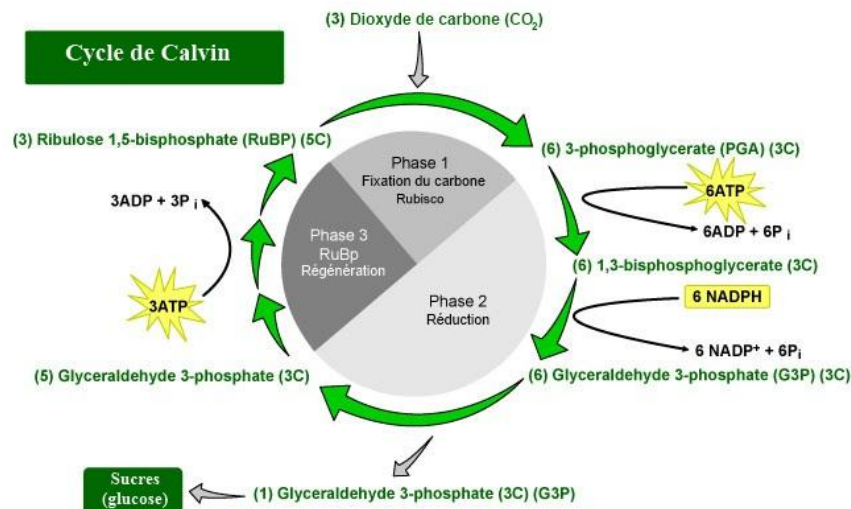 (3) Dioxyde de carbone (CO₂)
Cycle de Calvin
(3) Ribulose 1,5-bisphosphate (RuBP) (5C)
Phase 1
Fixation du carbone
Rubisco
(6) 3-phosphoglycerate (PGA) (3C)
6ATP
6ADP + 6P i
3ADP + 3P i
Phase 3
RuBp
Régénération
(6) 1,3-bisphosphoglycerate (3C)
3ATP
Phase 2
Réduction
6 NADPH
6 NADP⁺ + 6Pi
(5) Glyceraldehyde 3-phosphate (3C)
(6) Glyceraldehyde 3-phosphate (G3P) (3C)
Sucres
(glucose)
(1) Glyceraldehyde 3-phosphate (3C) (G3P)